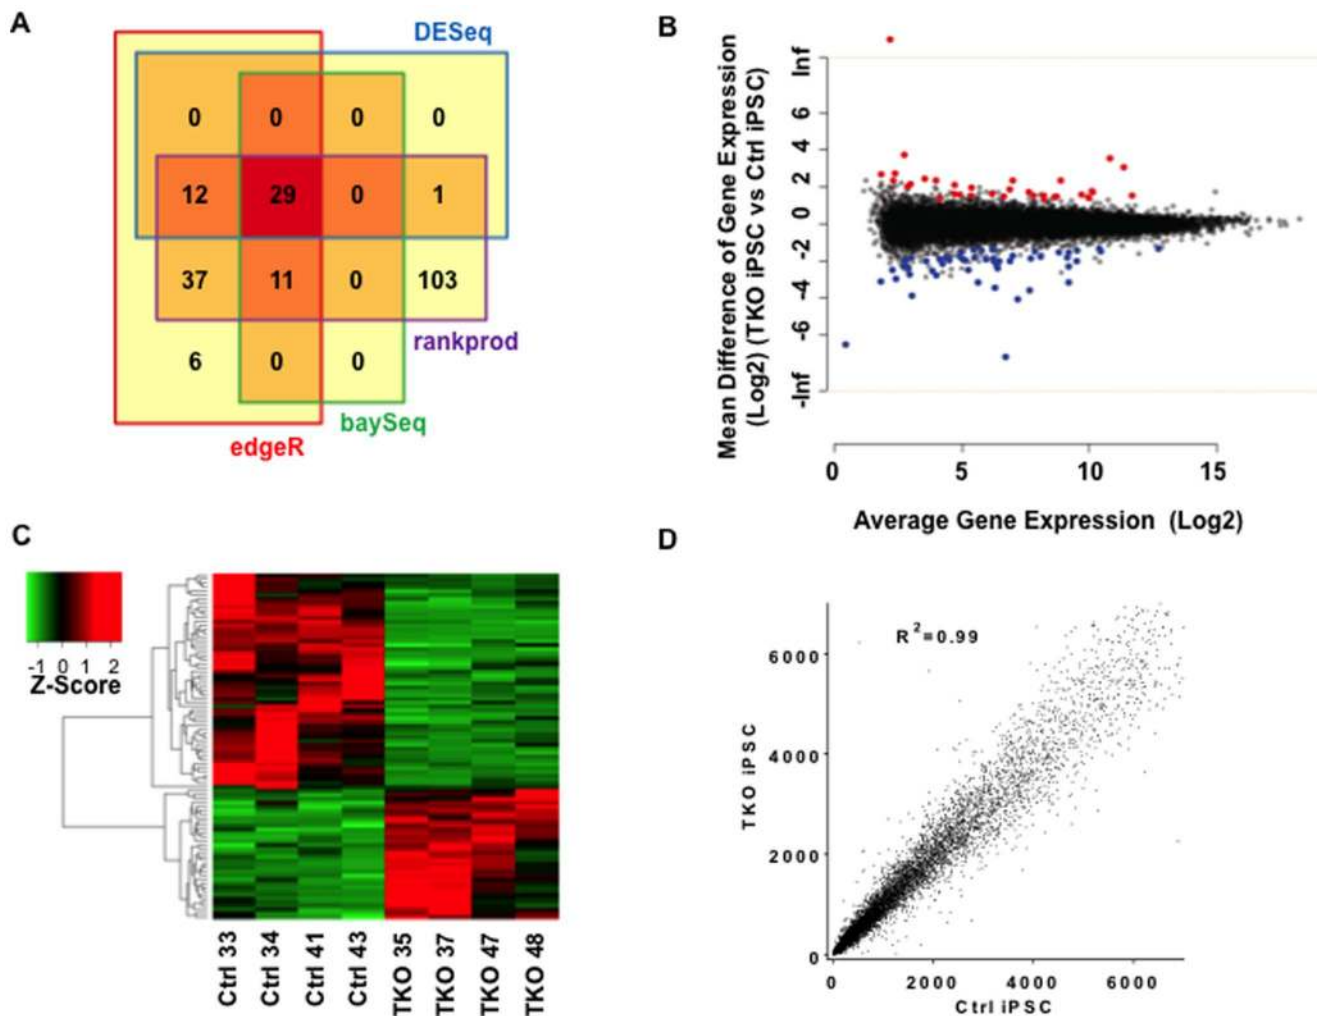 A
DESeq
0 0 0 0
12 29 0 1
37 11 0 103
rankprod
6 0 0
baySeq
edgeR
B
Mean Difference of Gene Expression
(Log2) (TKO iPSC vs Ctrl iPSC)
Inf
6
4
2
0
-2
-4
-6
-Inf
0 5 10 15
Average Gene Expression (Log2)
C
-1 0 1 2
Z-Score
Ctrl 33
Ctrl 34
Ctrl 41
Ctrl 43
TKO 35
TKO 37
TKO 47
TKO 48
D
R²=0.99
TKO iPSC
6000
4000
2000
0
0 2000 4000 6000
Ctrl iPSC